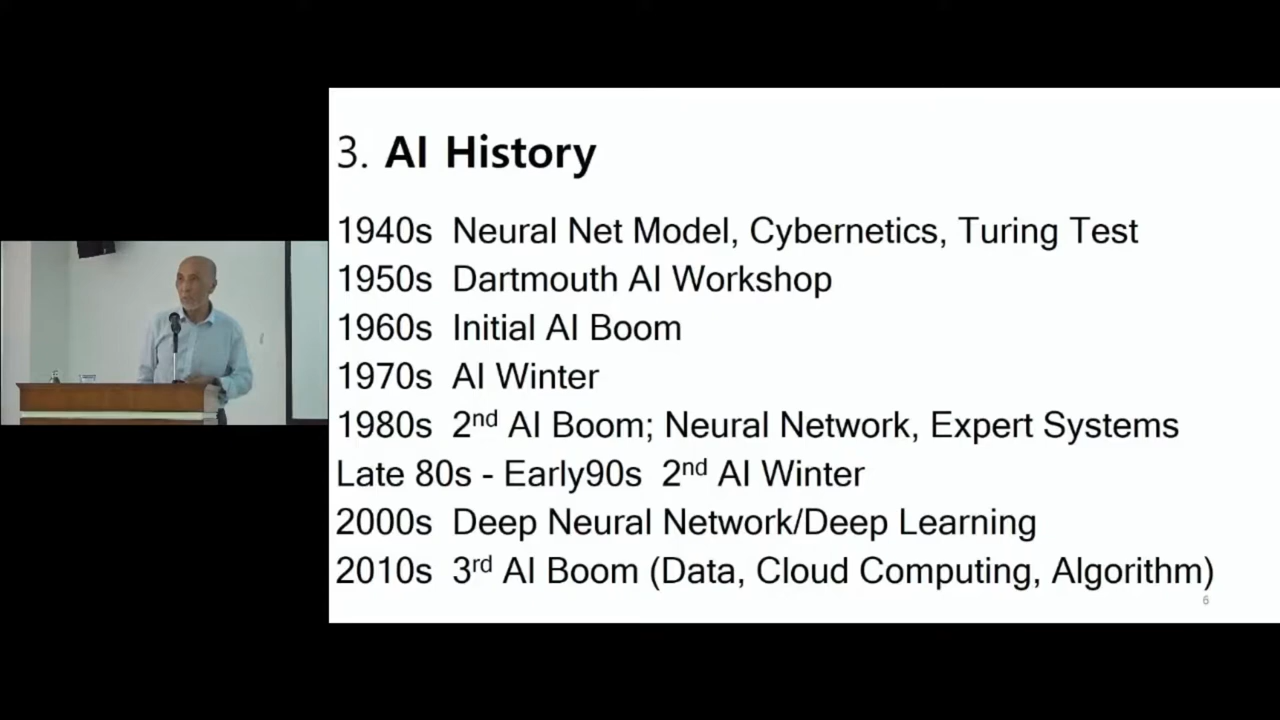 3. AI History
1940s Neural Net Model, Cybernetics, Turing Test
1950s Dartmouth AI Workshop
1960s Initial AI Boom
1970s AI Winter
1980s 2nd AI Boom; Neural Network, Expert Systems
Late 80s - Early90s 2nd AI Winter
2000s Deep Neural Network/Deep Learning
2010s 3rd AI Boom (Data, Cloud Computing, Algorithm)
6